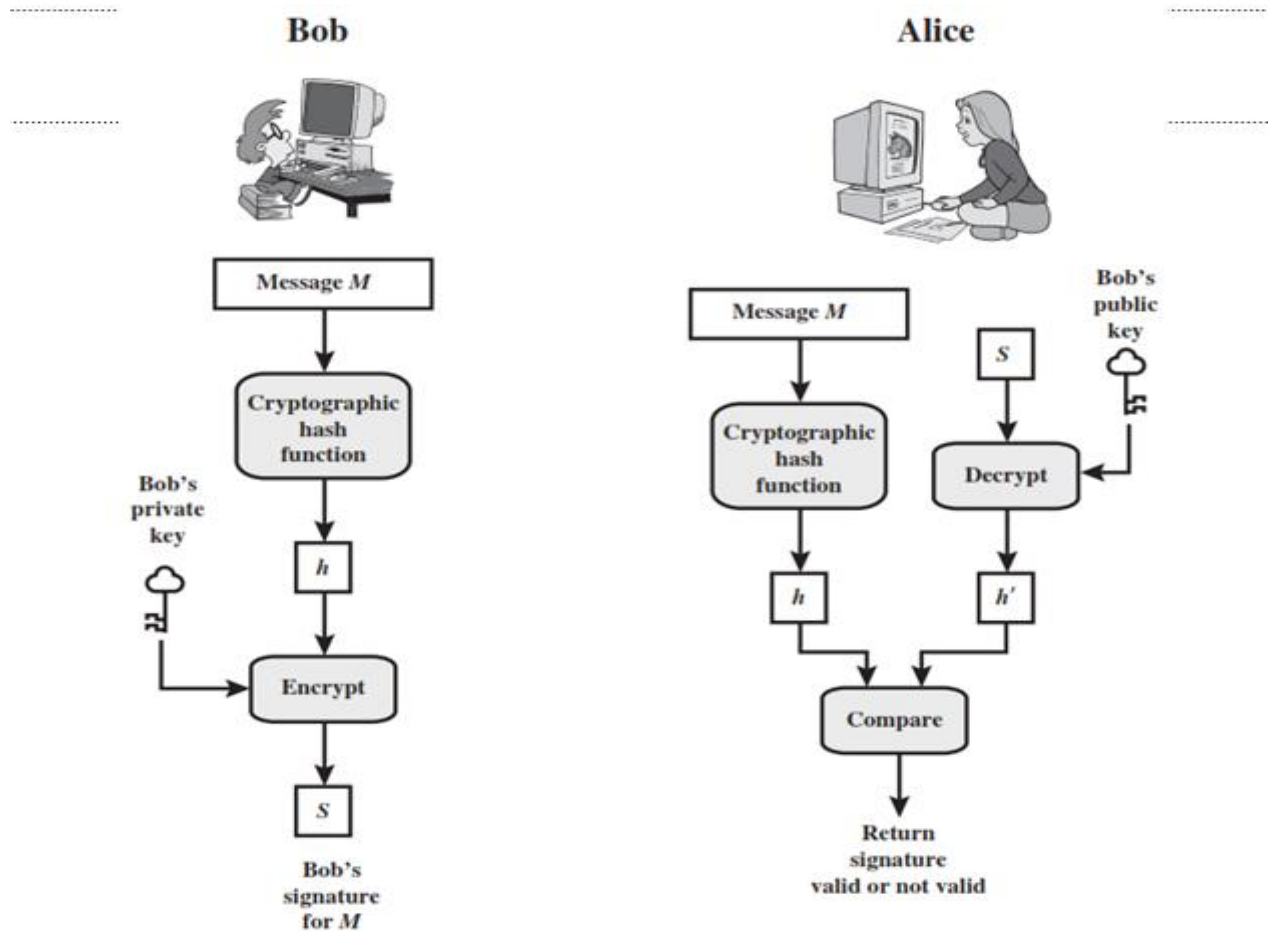 Bob
Message M
Cryptographic
hash
function
Bob's
private
key
h
Encrypt
S
Bob's
signature
for M
Alice
Message M
Bob's
public
key
S
Cryptographic
hash
function
Decrypt
h
h'
Compare
Return
signature
valid or not valid